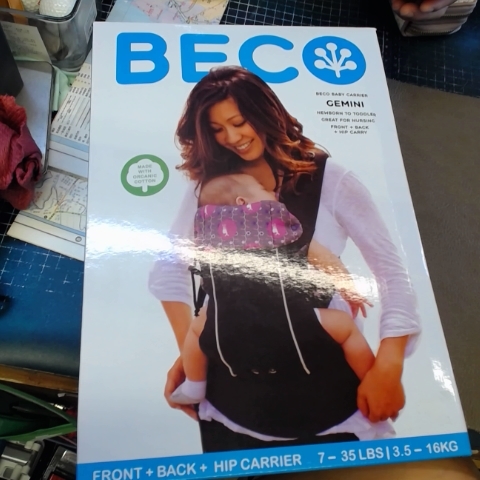 BECO
BECO BABY CARRIER
GEMINI
NEWBORN TO TODDLER
GREAT FOR NURSING
FRONT + BACK
+ HIP CARRY
MADE
WITH
ORGANIC
COTTON
FRONT + BACK + HIP CARRIER 7 – 35 LBS | 3.5 – 16KG